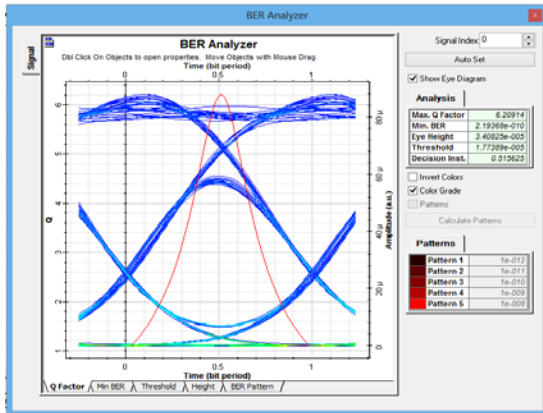 BER Analyzer
Signal
BER Analyzer
Dbl Click On Objects to open properties. Move Objects with Mouse Drag
Time (bit period)
0 0.5 1
6
5
4
3
2
1
Q
80 µ
60 µ
40 µ
20 µ
0
Amplitude (a.u.)
0 0.5 1
Time (bit period)
Q Factor Min BER Threshold Height BER Pattern
Signal Index: 0
Auto Set
Show Eye Diagram
Analysis
Max. Q Factor 6.20914
Min. BER 2.19368e-010
Eye Height 3.40825e-005
Threshold 1.77369e-005
Decision Inst. 0.515625
Invert Colors
Color Grade
Patterns
Calculate Patterns
Patterns
Pattern 1 1e-012
Pattern 2 1e-011
Pattern 3 1e-010
Pattern 4 1e-009
Pattern 5 1e-008